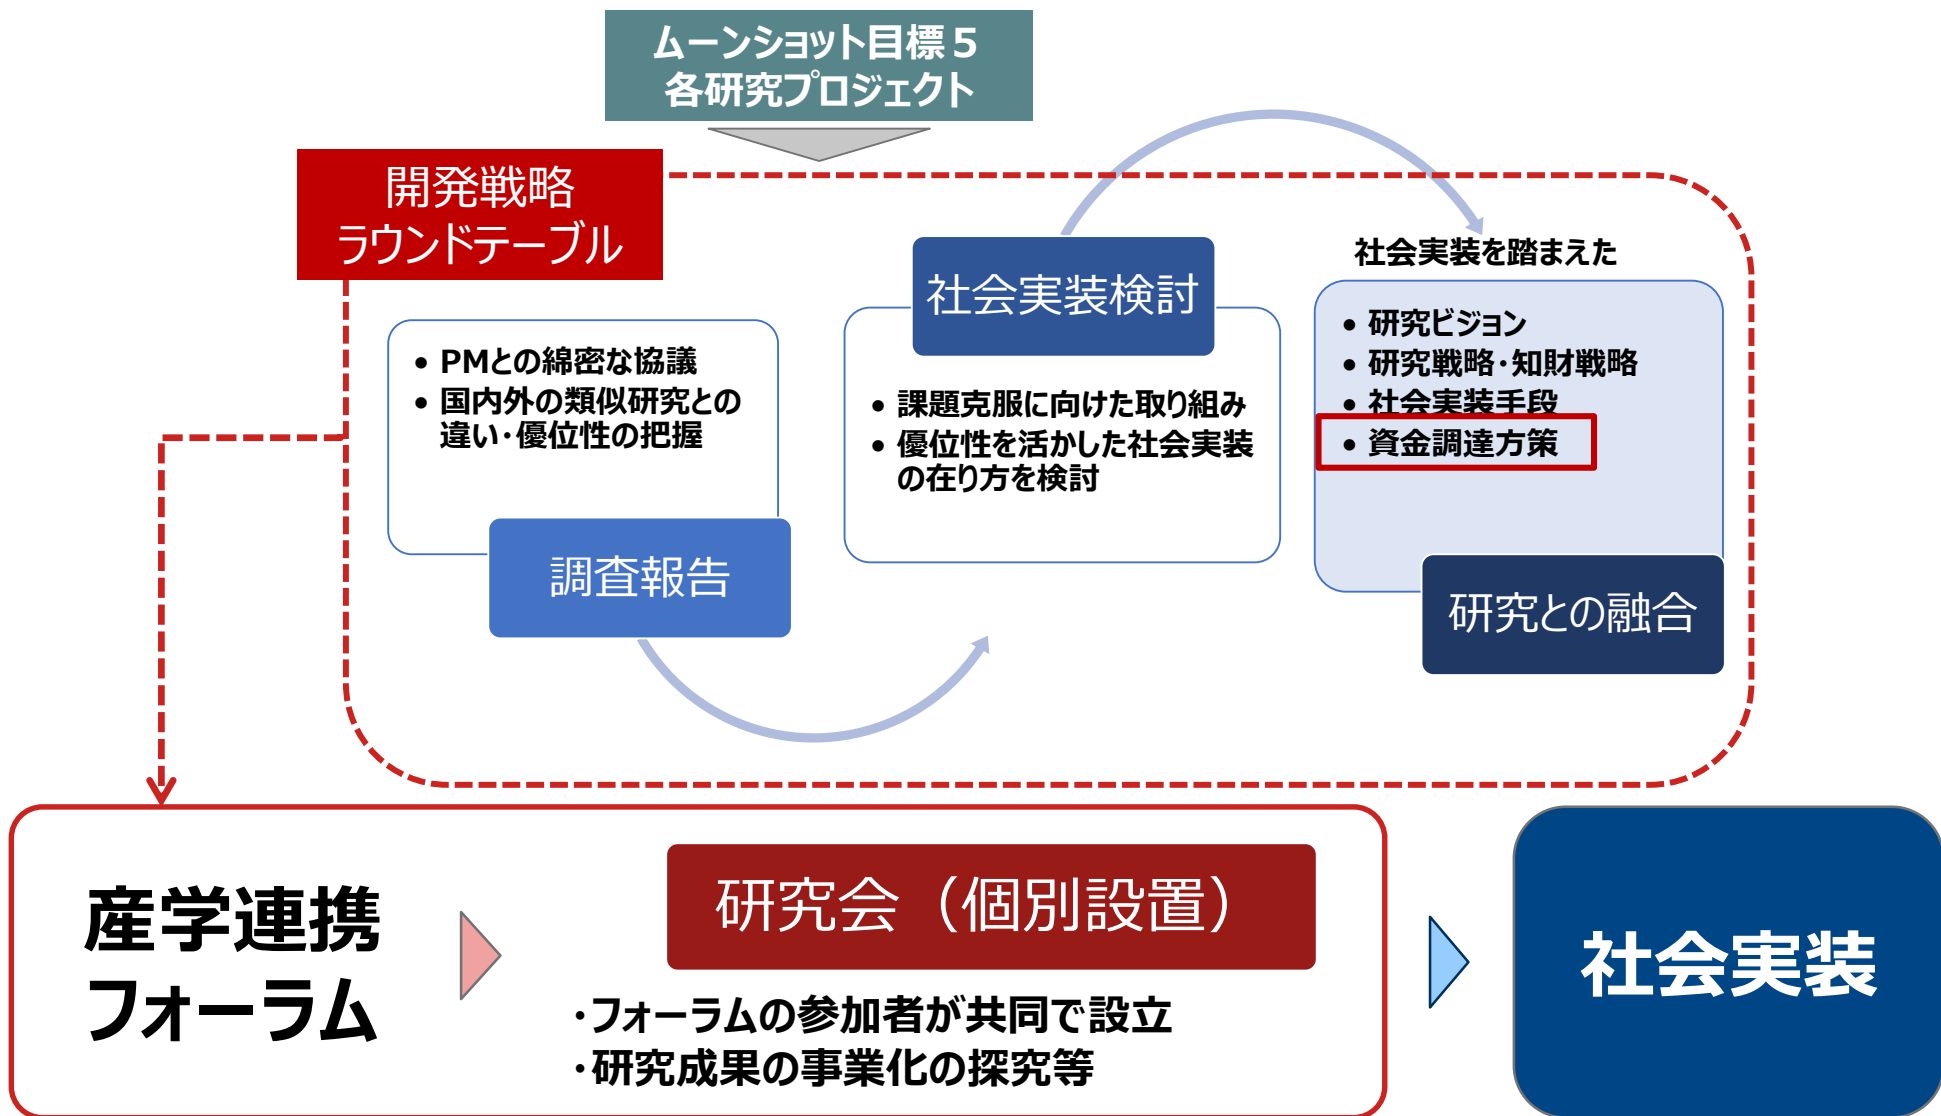 ムーンショット目標５
各研究プロジェクト
開発戦略
ラウンドテーブル
• PMとの綿密な協議
• 国内外の類似研究との
違い・優位性の把握
調査報告
社会実装検討
• 課題克服に向けた取り組み
• 優位性を活かした社会実装
の在り方を検討
社会実装を踏まえた
• 研究ビジョン
• 研究戦略・知財戦略
• 社会実装手段
• 資金調達方策
研究との融合
産学連携
フォーラム
研究会（個別設置）
・フォーラムの参加者が共同で設立
・研究成果の事業化の探究等
社会実装